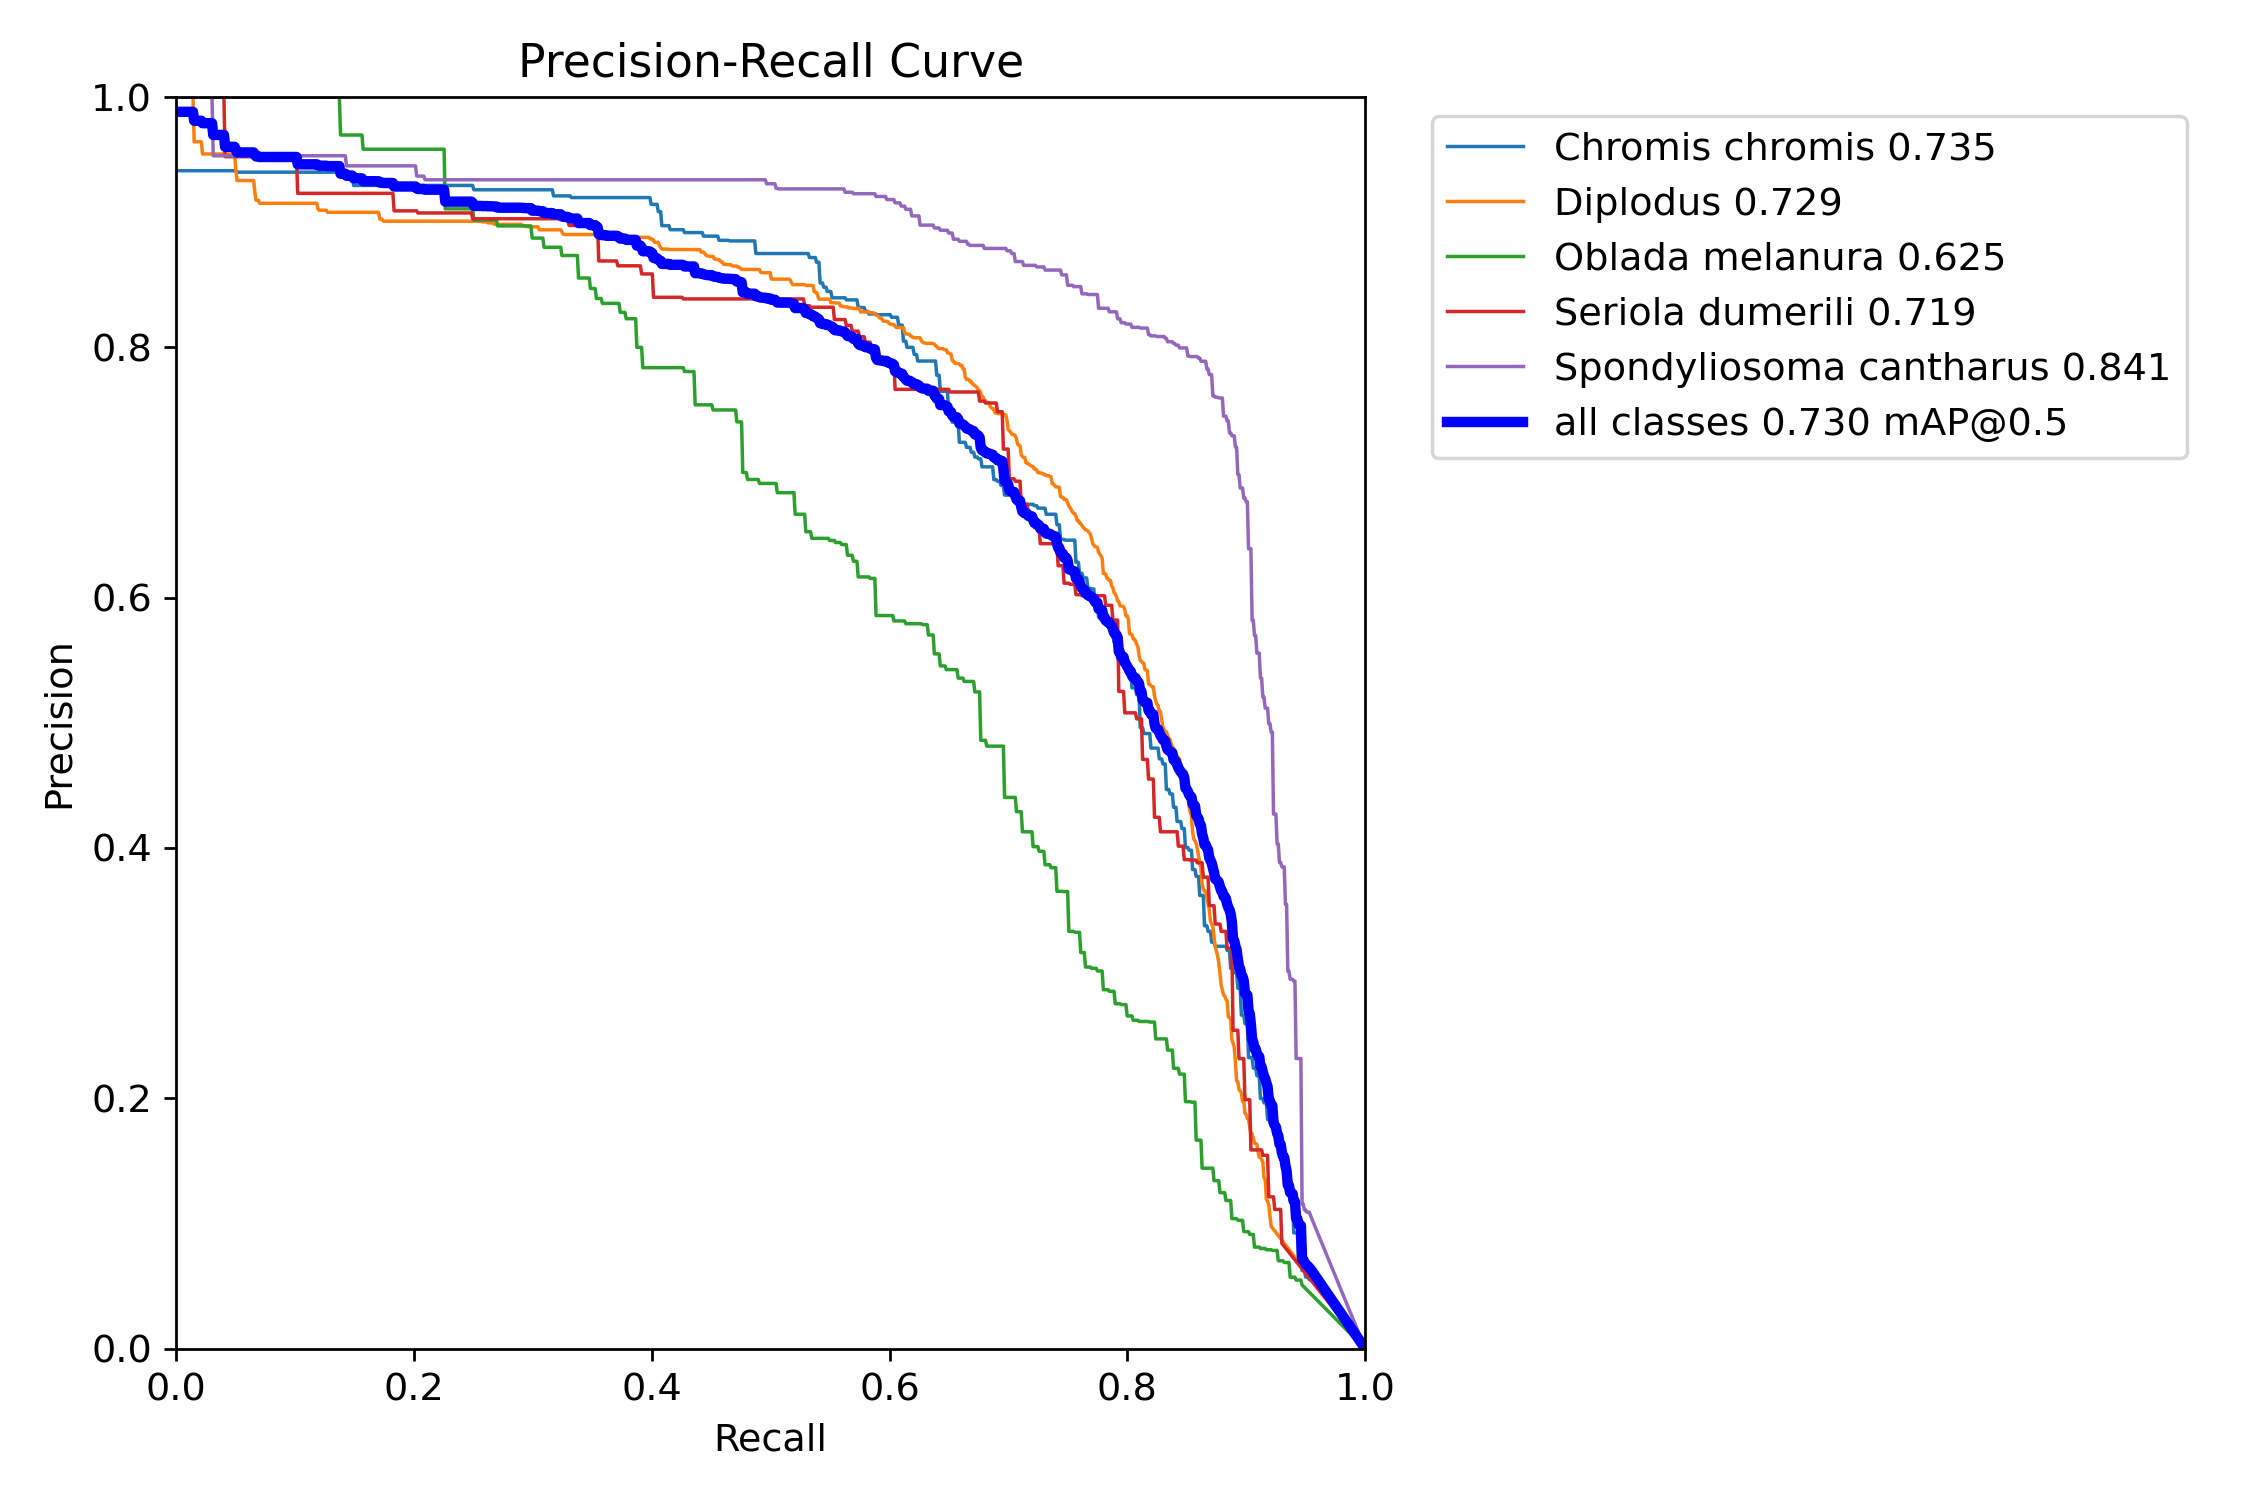 Precision-Recall Curve
1.0
0.8
0.6
0.4
0.2
0.0
Precision
0.0 0.2 0.4 0.6 0.8 1.0
Recall
Chromis chromis 0.735
Diplodus 0.729
Oblada melanura 0.625
Seriola dumerili 0.719
Spondyliosoma cantharus 0.841
all classes 0.730 mAP@0.5